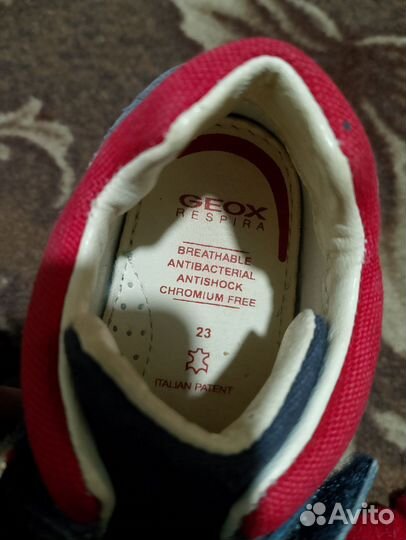 GEOX
RESPIRA
BREATHABLE
ANTIBACTERIAL
ANTISHOCK
CHROMIUM FREE
23
ITALIAN PATENT
Avito